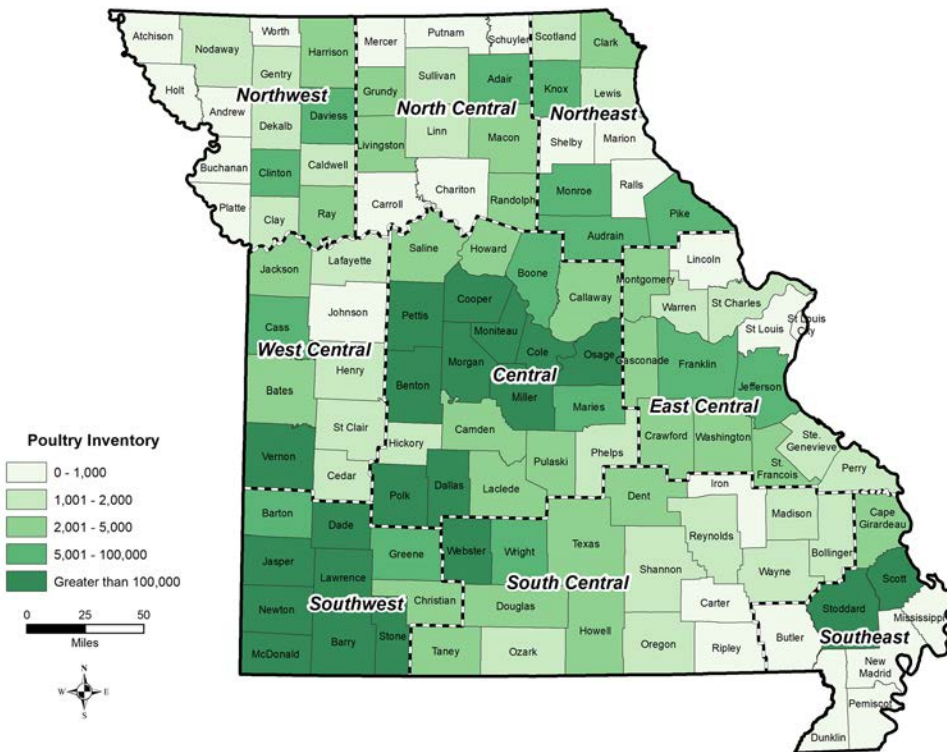 Atchison
Nodaway
Worth
Harrison
Mercer
Putnam
Schuyler
Scotland
Clark
Holt
Gentry
Northwest
Andrew
Dekalb
Daviess
Grundy
Sullivan
North Central
Adair
Knox
Lewis
Northeast
Buchanan
Clinton
Caldwell
Livingston
Linn
Macon
Shelby
Marion
Platte
Clay
Ray
Carroll
Chariton
Randolph
Monroe
Ralls
Pike
Audrain
Jackson
Lafayette
Saline
Howard
Boone
Callaway
Montgomery
Lincoln
Warren
St Charles
St Louis
St Louis
City
Cass
Johnson
West Central
Pettis
Cooper
Moniteau
Cole
Osage
Central
Gasconade
Franklin
Jefferson
East Central
Bates
Henry
Benton
Morgan
Miller
Maries
St Clair
Hickory
Camden
Pulaski
Phelps
Crawford
Washington
St.
Francois
Ste.
Genevieve
Perry
Vernon
Cedar
Polk
Dallas
Laclede
Dent
Iron
Madison
Bollinger
Cape
Girardeau
Barton
Dade
Greene
Webster
Wright
Texas
Reynolds
Wayne
Scott
Jasper
Lawrence
Southwest
Christian
South Central
Douglas
Shannon
Carter
Stoddard
Mississippi
Newton
McDonald
Barry
Stone
Taney
Ozark
Howell
Oregon
Ripley
Butler
Southeast
New
Madrid
Pemiscot
Dunklin
Poultry Inventory
0 - 1,000
1,001 - 2,000
2,001 - 5,000
5,001 - 100,000
Greater than 100,000
0 25 50
Miles
N
W E
S